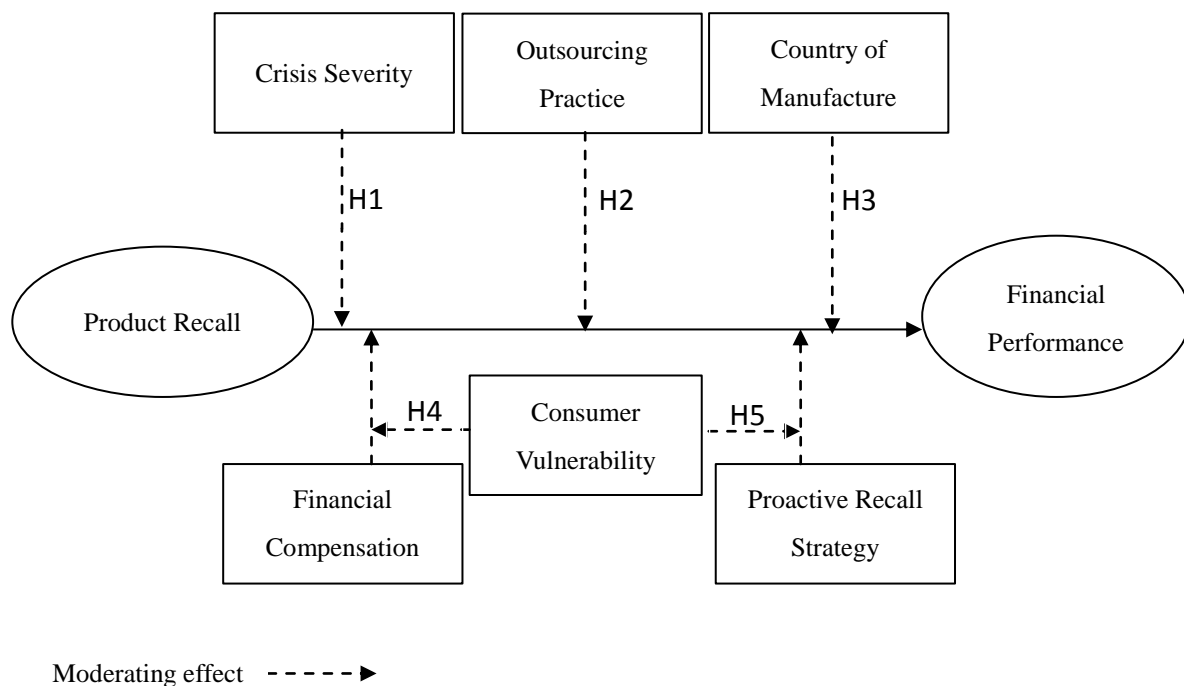 Crisis Severity
Outsourcing
Practice
Country of
Manufacture
H1
H2
H3
Product Recall
Financial
Performance
H4
Consumer
Vulnerability
H5
Financial
Compensation
Proactive Recall
Strategy
Moderating effect